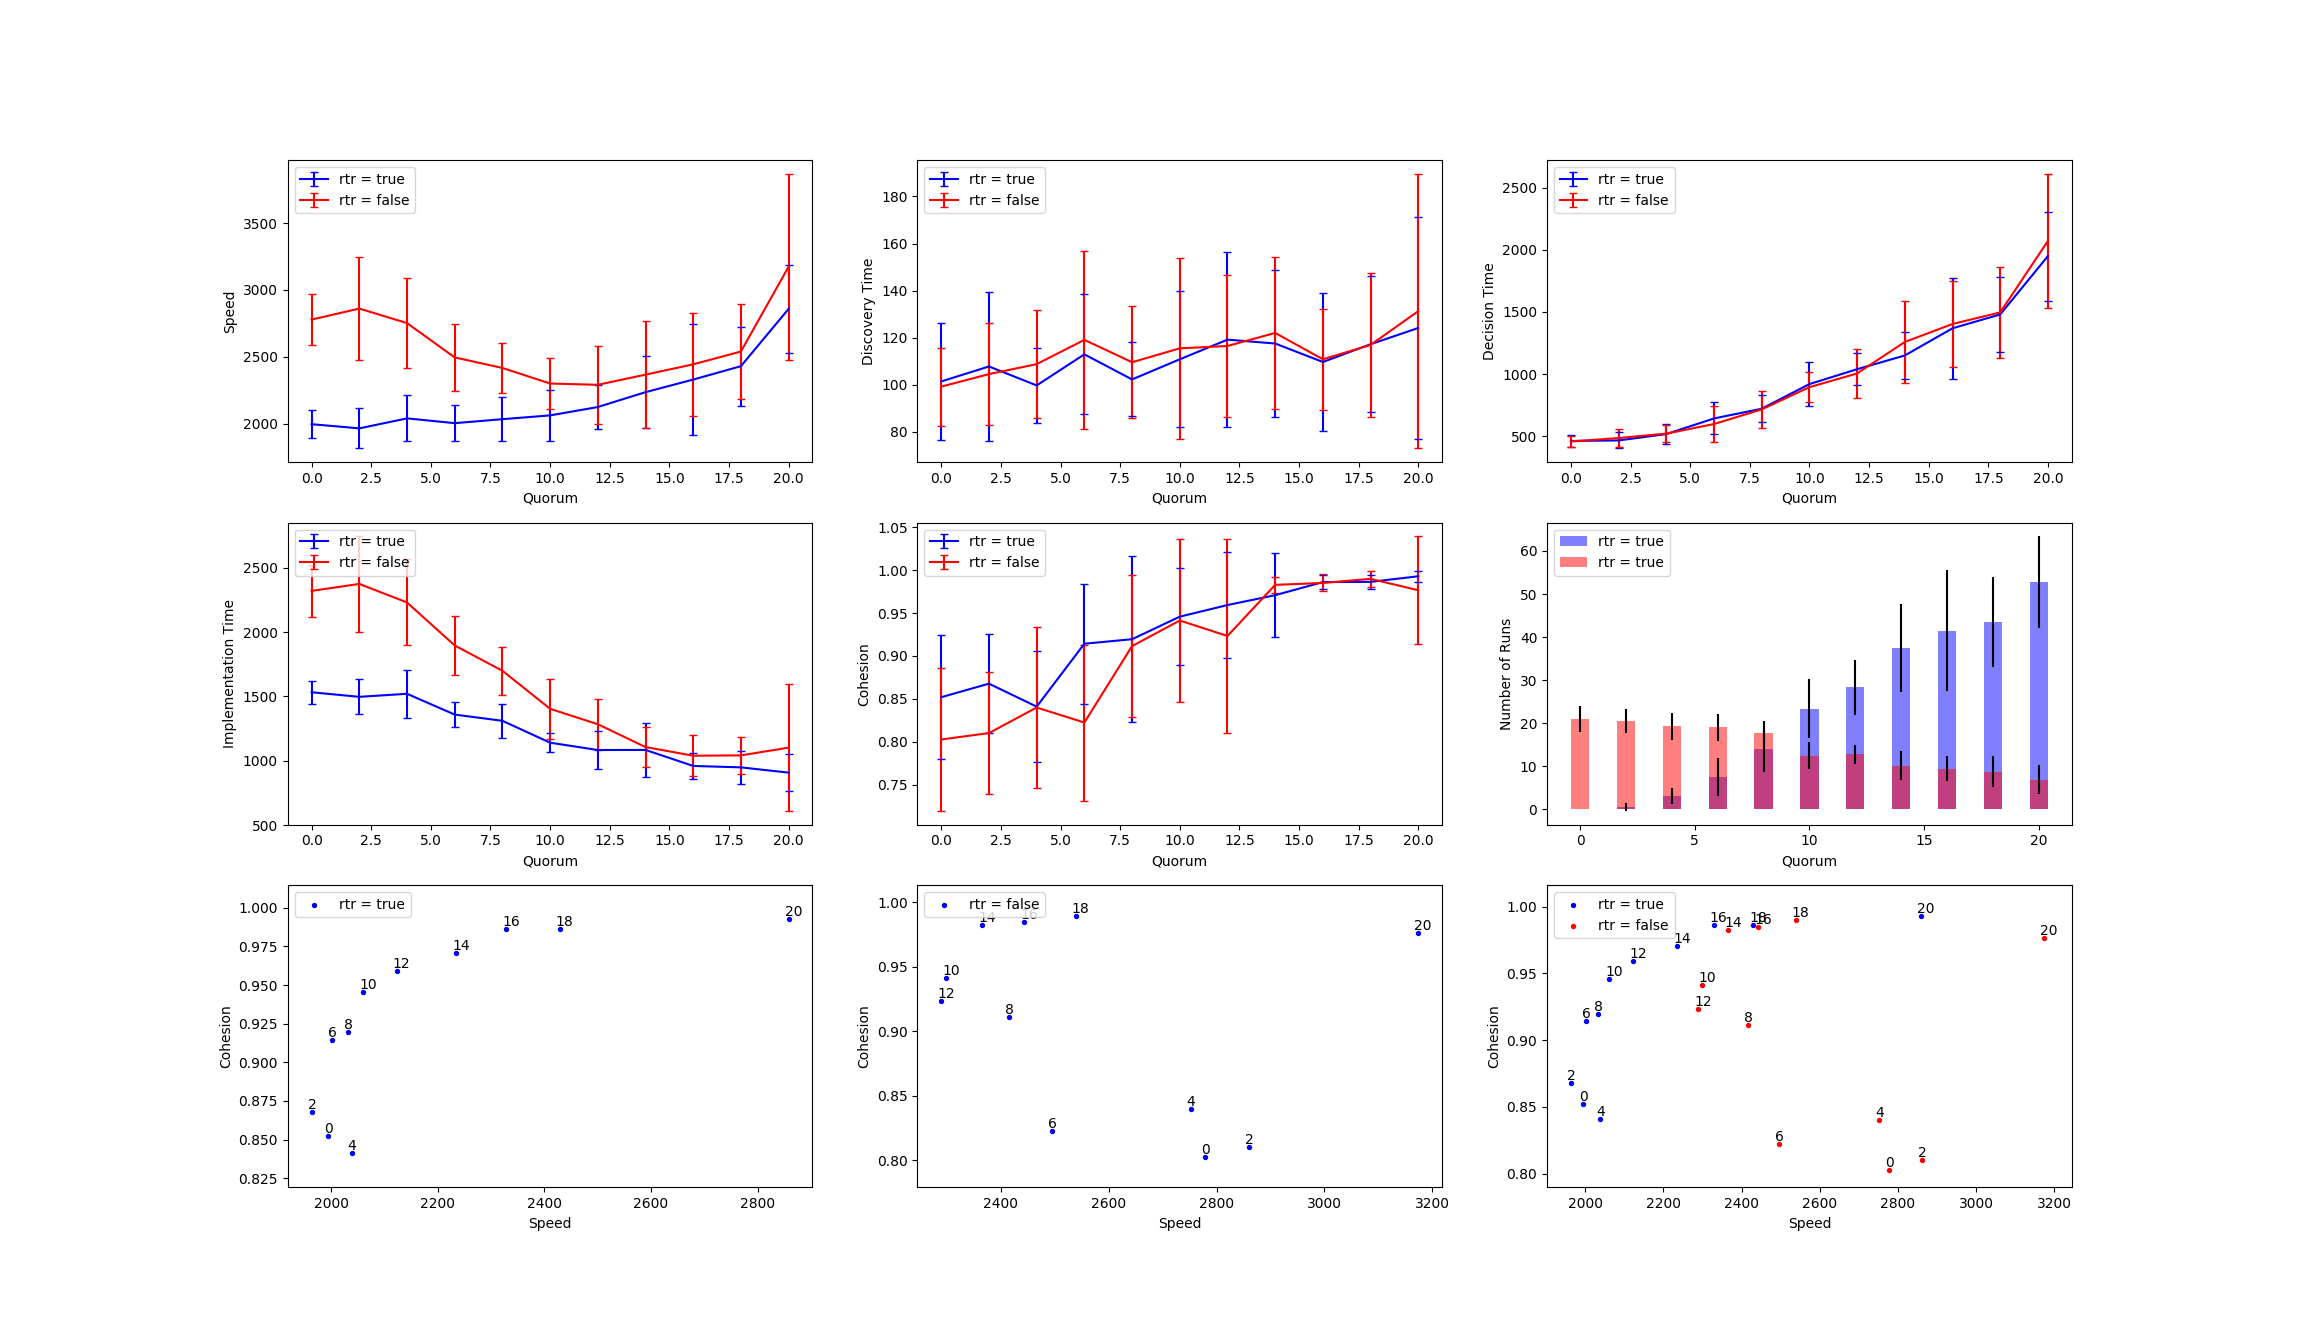 rtr = true
rtr = false
3500
3000
2500
2000
Speed
0.0 2.5 5.0 7.5 10.0 12.5 15.0 17.5 20.0
Quorum
rtr = true
rtr = false
180
160
140
120
100
80
Discovery Time
0.0 2.5 5.0 7.5 10.0 12.5 15.0 17.5 20.0
Quorum
rtr = true
rtr = false
2500
2000
1500
1000
500
Decision Time
0.0 2.5 5.0 7.5 10.0 12.5 15.0 17.5 20.0
Quorum
rtr = true
rtr = false
2500
2000
1500
1000
500
Implementation Time
0.0 2.5 5.0 7.5 10.0 12.5 15.0 17.5 20.0
Quorum
rtr = true
rtr = false
1.05
1.00
0.95
0.90
0.85
0.80
0.75
Cohesion
0.0 2.5 5.0 7.5 10.0 12.5 15.0 17.5 20.0
Quorum
rtr = true
rtr = true
60
50
40
30
20
10
0
Number of Runs
0 5 10 15 20
Quorum
rtr = true
1.000
0.975
0.950
0.925
0.900
0.875
0.850
0.825
Cohesion
20
16 18
14
12
10
6 8
2
0
4
2000 2200 2400 2600 2800
Speed
rtr = false
1.00
0.95
0.90
0.85
0.80
Cohesion
14 16 18
20
10
12
8
4
6
0 2
2400 2600 2800 3000 3200
Speed
rtr = true
rtr = false
1.00
0.95
0.90
0.85
0.80
Cohesion
16 18 20
14 16 18
14 20
12
10 10
8 12
6 8
2
0
4 4
6
0 2
2000 2200 2400 2600 2800 3000 3200
Speed